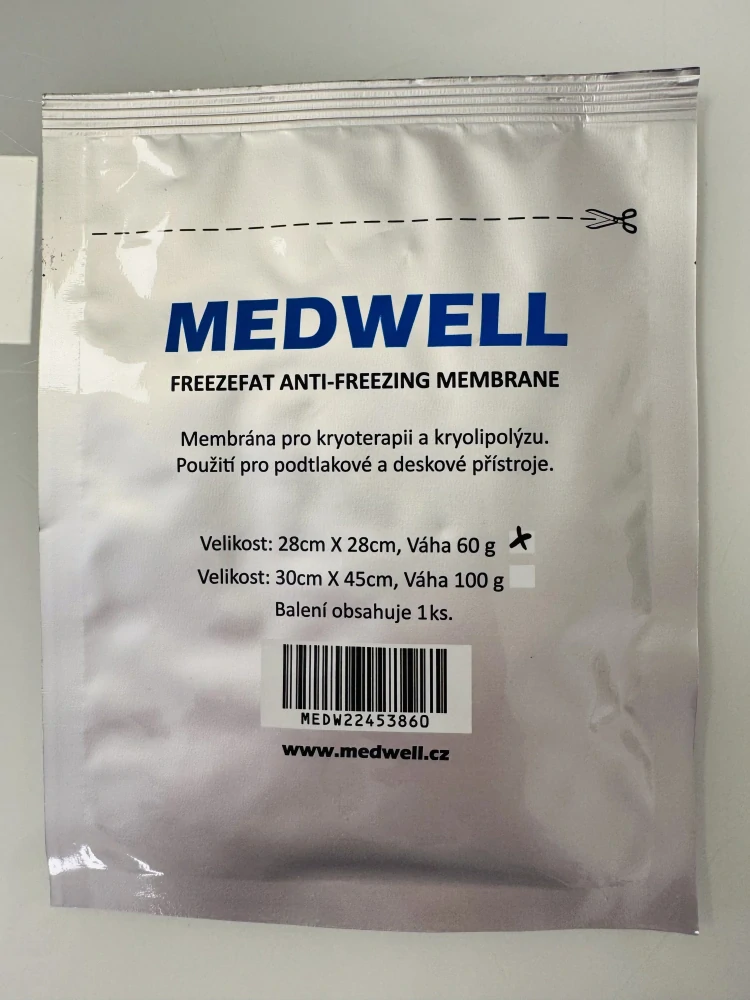 MEDWELL
FREEZEFAT ANTI-FREEZING MEMBRANE
Membrána pro kryoterapii a kryolipolýzu.
Použití pro podtlakové a deskové přístroje.
Velikost: 28cm X 28cm, Váha 60 g
Velikost: 30cm X 45cm, Váha 100 g
Balení obsahuje 1ks.
MEDW22453860
www.medwell.cz